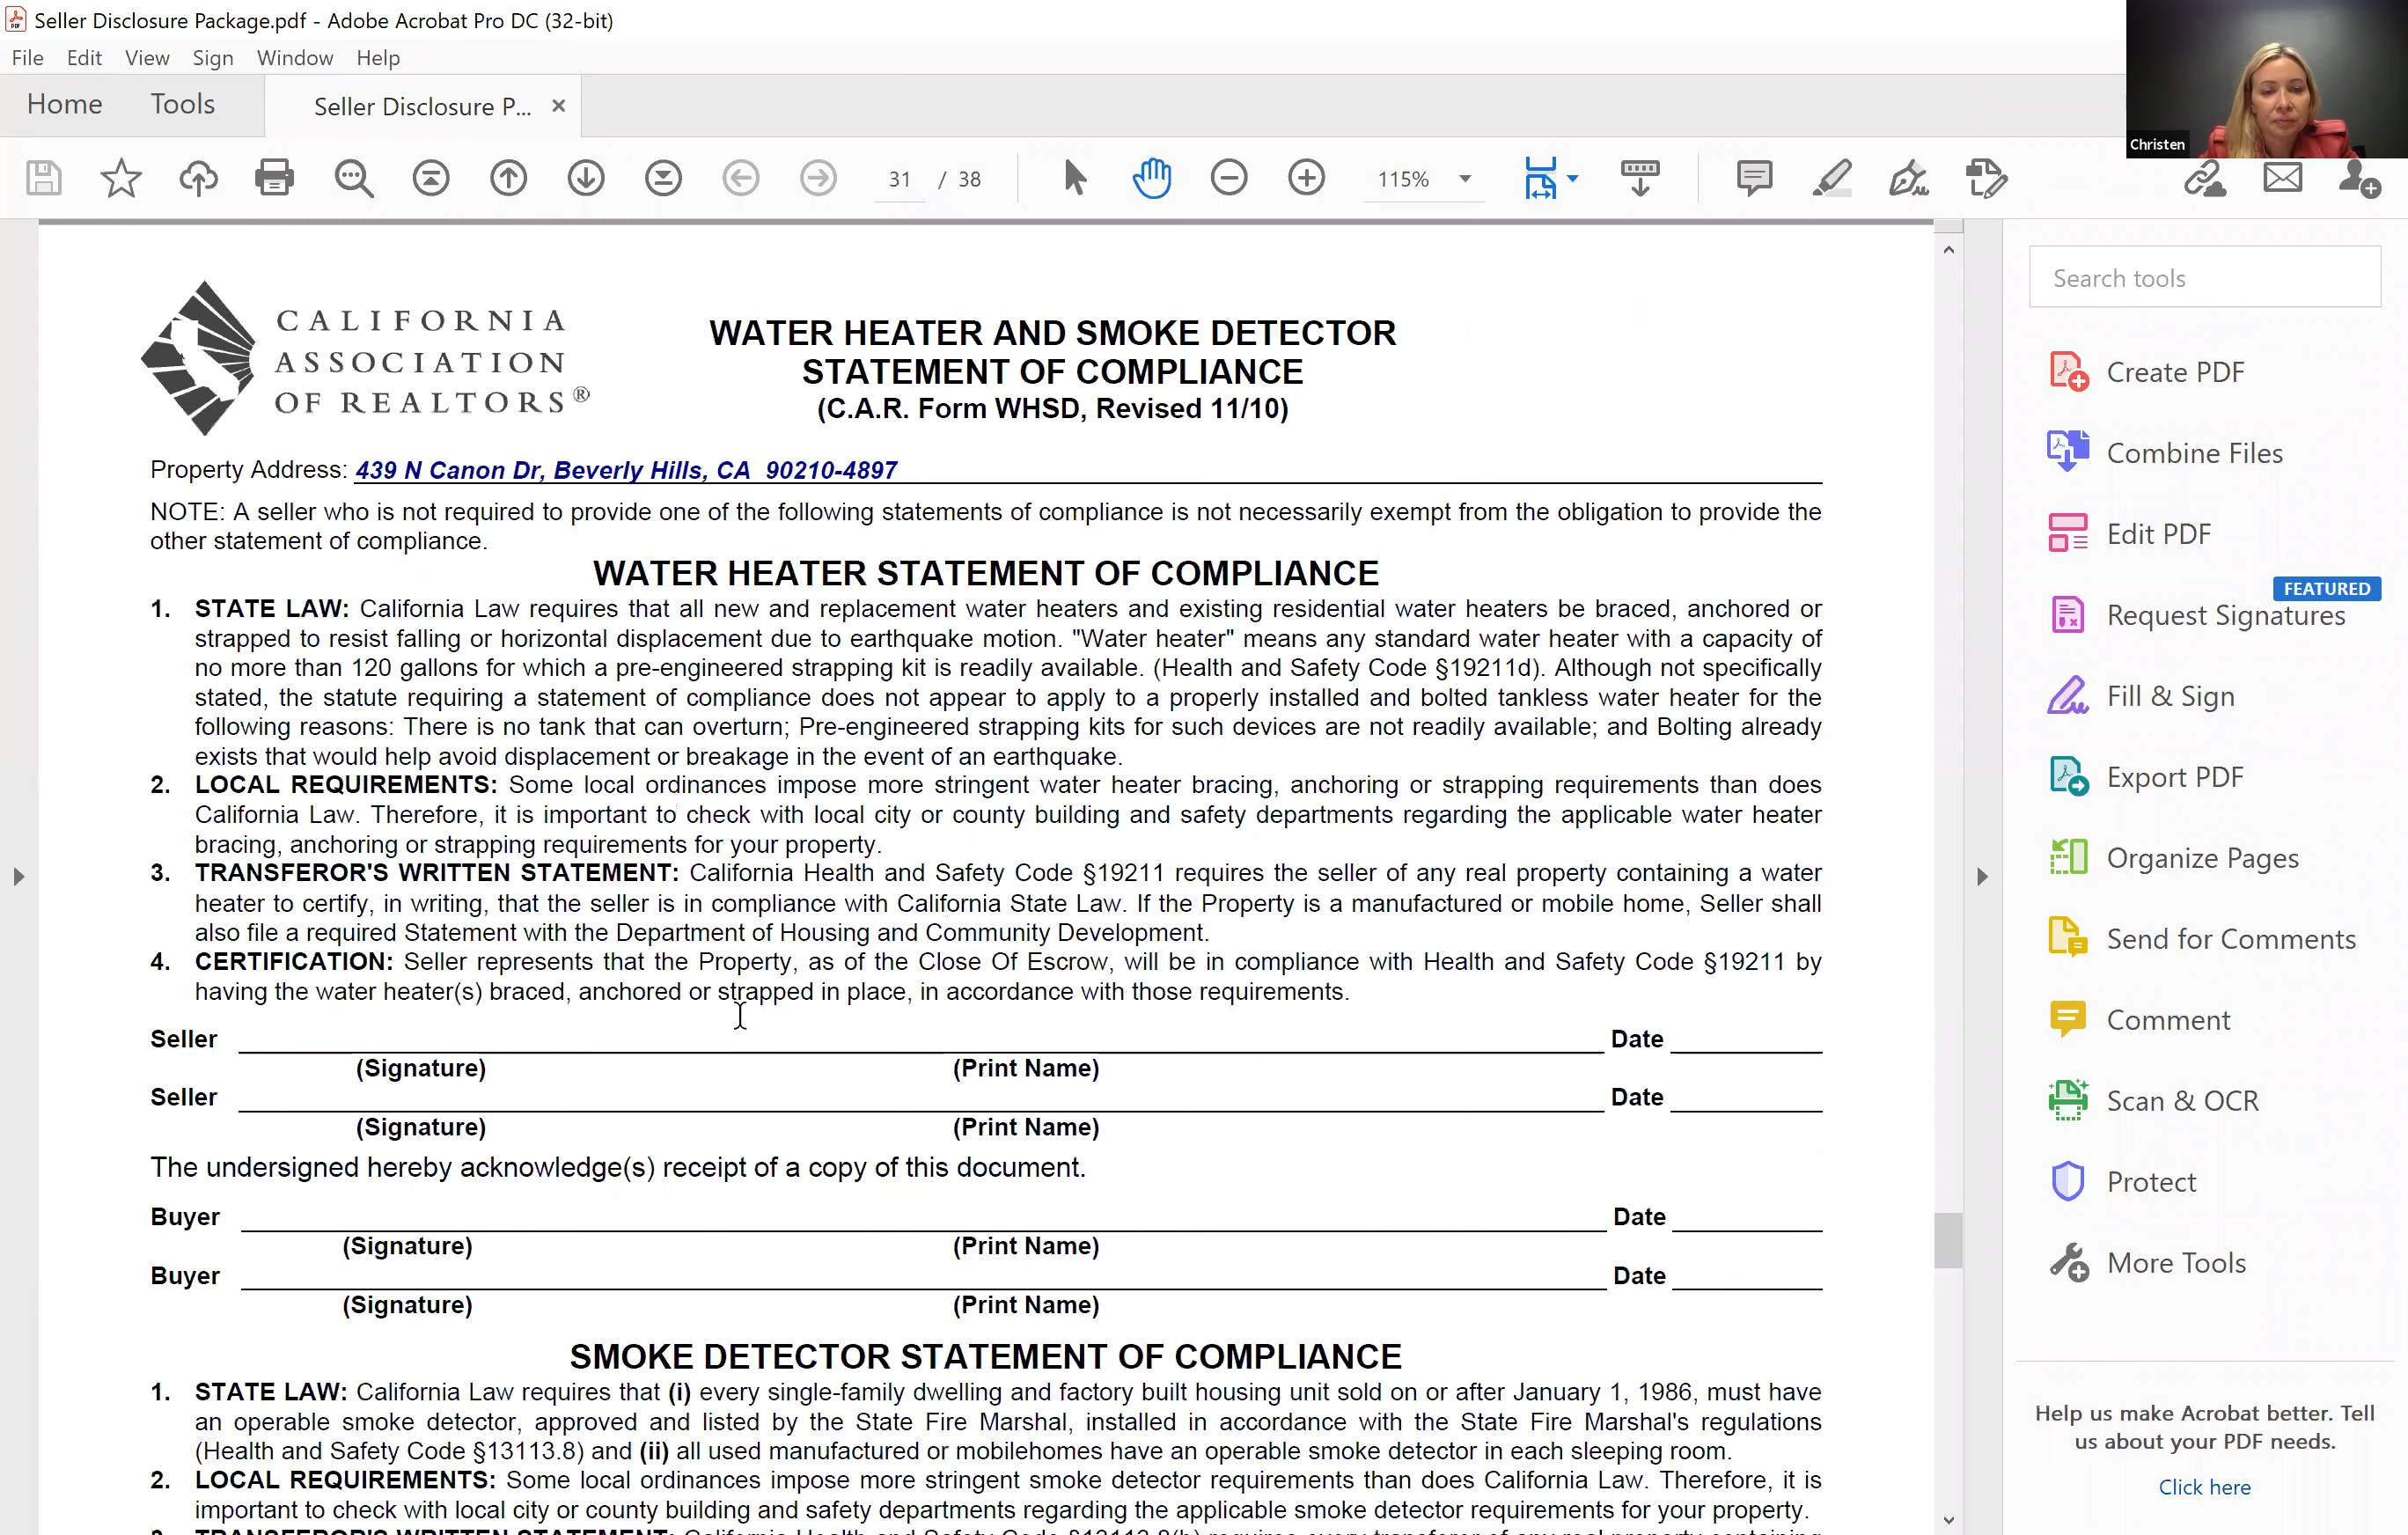 Seller Disclosure Package.pdf - Adobe Acrobat Pro DC (32-bit)
File Edit View Sign Window Help
Home Tools Seller Disclosure P... ×
31 / 38 115%
Christen
CALIFORNIA
ASSOCIATION
OF REALTORS®
WATER HEATER AND SMOKE DETECTOR
STATEMENT OF COMPLIANCE
(C.A.R. Form WHSD, Revised 11/10)
Property Address: 439 N Canon Dr, Beverly Hills, CA 90210-4897
NOTE: A seller who is not required to provide one of the following statements of compliance is not necessarily exempt from the obligation to provide the
other statement of compliance.
WATER HEATER STATEMENT OF COMPLIANCE
1. STATE LAW: California Law requires that all new and replacement water heaters and existing residential water heaters be braced, anchored or
strapped to resist falling or horizontal displacement due to earthquake motion. "Water heater" means any standard water heater with a capacity of
no more than 120 gallons for which a pre-engineered strapping kit is readily available. (Health and Safety Code §19211d). Although not specifically
stated, the statute requiring a statement of compliance does not appear to apply to a properly installed and bolted tankless water heater for the
following reasons: There is no tank that can overturn; Pre-engineered strapping kits for such devices are not readily available; and Bolting already
exists that would help avoid displacement or breakage in the event of an earthquake.
2. LOCAL REQUIREMENTS: Some local ordinances impose more stringent water heater bracing, anchoring or strapping requirements than does
California Law. Therefore, it is important to check with local city or county building and safety departments regarding the applicable water heater
bracing, anchoring or strapping requirements for your property.
3. TRANSFEROR'S WRITTEN STATEMENT: California Health and Safety Code §19211 requires the seller of any real property containing a water
heater to certify, in writing, that the seller is in compliance with California State Law. If the Property is a manufactured or mobile home, Seller shall
also file a required Statement with the Department of Housing and Community Development.
4. CERTIFICATION: Seller represents that the Property, as of the Close Of Escrow, will be in compliance with Health and Safety Code §19211 by
having the water heater(s) braced, anchored or strapped in place, in accordance with those requirements.
Seller Date
(Signature) (Print Name)
Seller Date
(Signature) (Print Name)
The undersigned hereby acknowledge(s) receipt of a copy of this document.
Buyer Date
(Signature) (Print Name)
Buyer Date
(Signature) (Print Name)
SMOKE DETECTOR STATEMENT OF COMPLIANCE
1. STATE LAW: California Law requires that (i) every single-family dwelling and factory built housing unit sold on or after January 1, 1986, must have
an operable smoke detector, approved and listed by the State Fire Marshal, installed in accordance with the State Fire Marshal's regulations
(Health and Safety Code §13113.8) and (ii) all used manufactured or mobilehomes have an operable smoke detector in each sleeping room.
2. LOCAL REQUIREMENTS: Some local ordinances impose more stringent smoke detector requirements than does California Law. Therefore, it is
important to check with local city or county building and safety departments regarding the applicable smoke detector requirements for your property.
Search tools
Create PDF
Combine Files
Edit PDF
FEATURED
Request Signatures
Fill & Sign
Export PDF
Organize Pages
Send for Comments
Comment
Scan & OCR
Protect
More Tools
Help us make Acrobat better. Tell
us about your PDF needs.
Click here